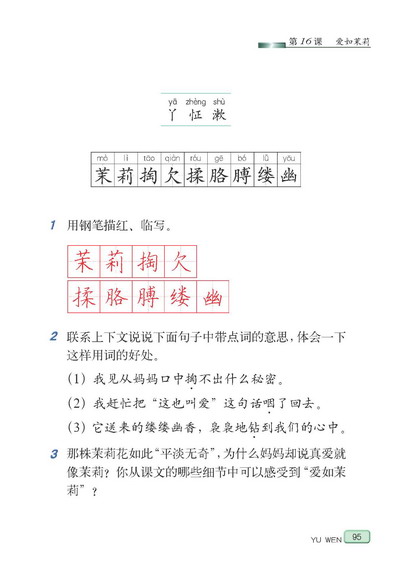 第16课 爱如茉莉
yā zhèng shù
丫 怔 漱
mò lì tāo qiàn róu gē bó lǚ yōu
茉莉掏欠揉胳膊缕幽
1 用钢笔描红、临写。
茉莉掏欠
揉胳膊缕幽
2 联系上下文说说下面句子中带点词的意思，体会一下
这样用词的好处。
（1）我见从妈妈口中掏不出什么秘密。
（2）我赶忙把“这也叫爱”这句话咽了回去。
（3）它送来的缕缕幽香，袅袅地钻到我们的心中。
3 那株茉莉花如此“平淡无奇”，为什么妈妈却说真爱就
像茉莉？你从课文的哪些细节中可以感受到“爱如茉
莉”？
YU WEN 95